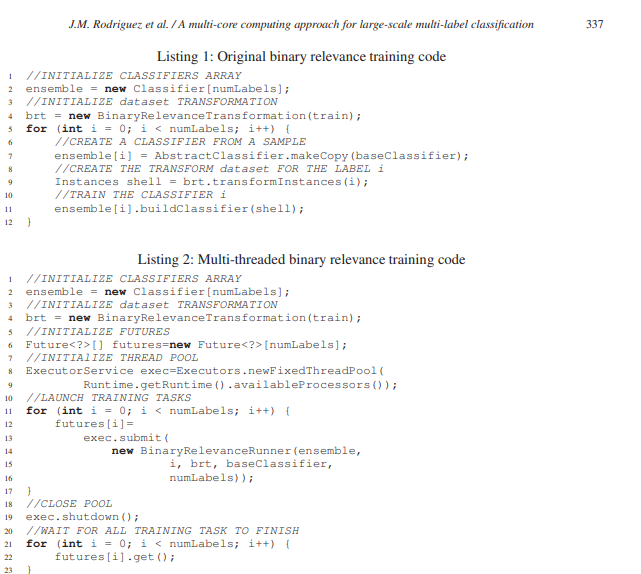 J.M. Rodriguez et al. / A multi-core computing approach for large-scale multi-label classification 337
Listing 1: Original binary relevance training code
1 //INITIALIZE CLASSIFIERS ARRAY
2 ensemble = new Classifier[numLabels];
3 //INITIALIZE dataset TRANSFORMATION
4 brt = new BinaryRelevanceTransformation(train);
5 for (int i = 0; i < numLabels; i++) {
6 //CREATE A CLASSIFIER FROM A SAMPLE
7 ensemble[i] = AbstractClassifier.makeCopy(baseClassifier);
8 //CREATE THE TRANSFORM dataset FOR THE LABEL i
9 Instances shell = brt.transformInstances(i);
10 //TRAIN THE CLASSIFIER i
11 ensemble[i].buildClassifier(shell);
12 }
Listing 2: Multi-threaded binary relevance training code
1 //INITIALIZE CLASSIFIERS ARRAY
2 ensemble = new Classifier[numLabels];
3 //INITIALIZE dataset TRANSFORMATION
4 brt = new BinaryRelevanceTransformation(train);
5 //INITIALIZE FUTURES
6 Future<?>[] futures=new Future<?>[numLabels];
7 //INITIAlIZE THREAD POOL
8 ExecutorService exec=Executors.newFixedThreadPool(
9 Runtime.getRuntime().availableProcessors());
10 //LAUNCH TRAINING TASKS
11 for (int i = 0; i < numLabels; i++) {
12 futures[i]=
13 exec.submit(
14 new BinaryRelevanceRunner(ensemble,
15 i, brt, baseClassifier,
16 numLabels));
17 }
18 //CLOSE POOL
19 exec.shutdown();
20 //WAIT FOR ALL TRAINING TASK TO FINISH
21 for (int i = 0; i < numLabels; i++) {
22 futures[i].get();
23 }